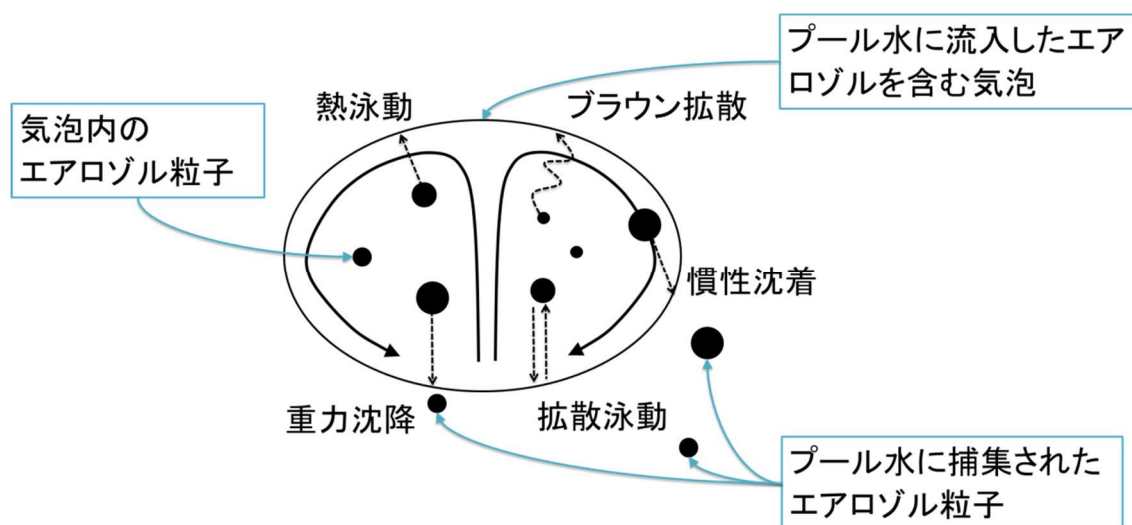 プール水に流入したエア
ロゾルを含む気泡
熱泳動
ブラウン拡散
気泡内の
エアロゾル粒子
慣性沈着
重力沈降
拡散泳動
プール水に捕集された
エアロゾル粒子